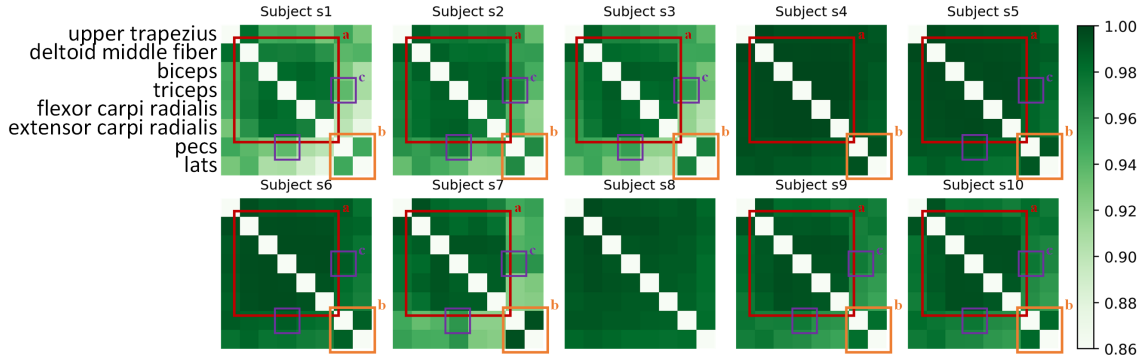 Subject s1 Subject s2 Subject s3 Subject s4 Subject s5
upper trapezius
deltoid middle fiber
biceps
triceps
flexor carpi radialis
extensor carpi radialis
pecs
lats
a a a a a
c c c c
b b b b b
Subject s6 Subject s7 Subject s8 Subject s9 Subject s10
a a a a
c c c c
b b b b
1.00
0.98
0.96
0.94
0.92
0.90
0.88
0.86